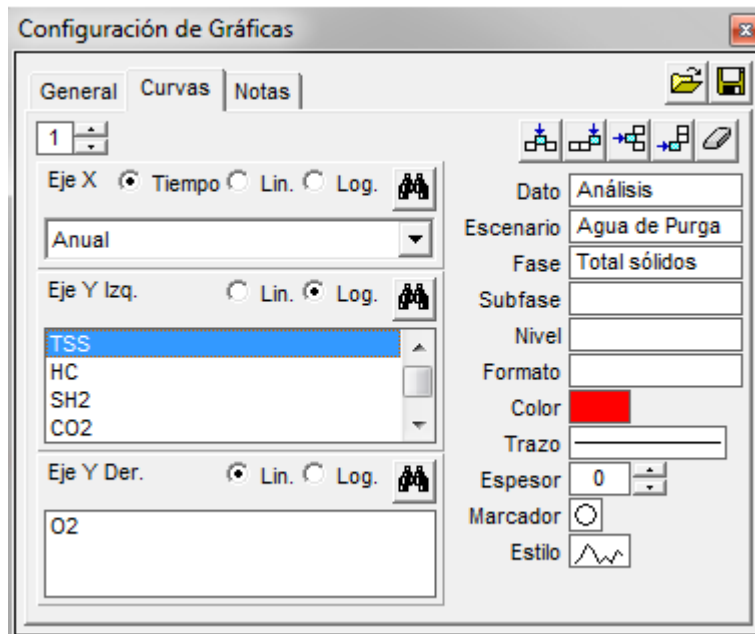 Configuración de Gráficas
General Curvas Notas
1
Eje X Tiempo Lin. Log.
Anual
Eje Y Izq. Lin. Log.
TSS
HC
SH2
CO2
Eje Y Der. Lin. Log.
O2
Dato Análisis
Escenario Agua de Purga
Fase Total sólidos
Subfase
Nivel
Formato
Color
Trazo
Espesor 0
Marcador
Estilo